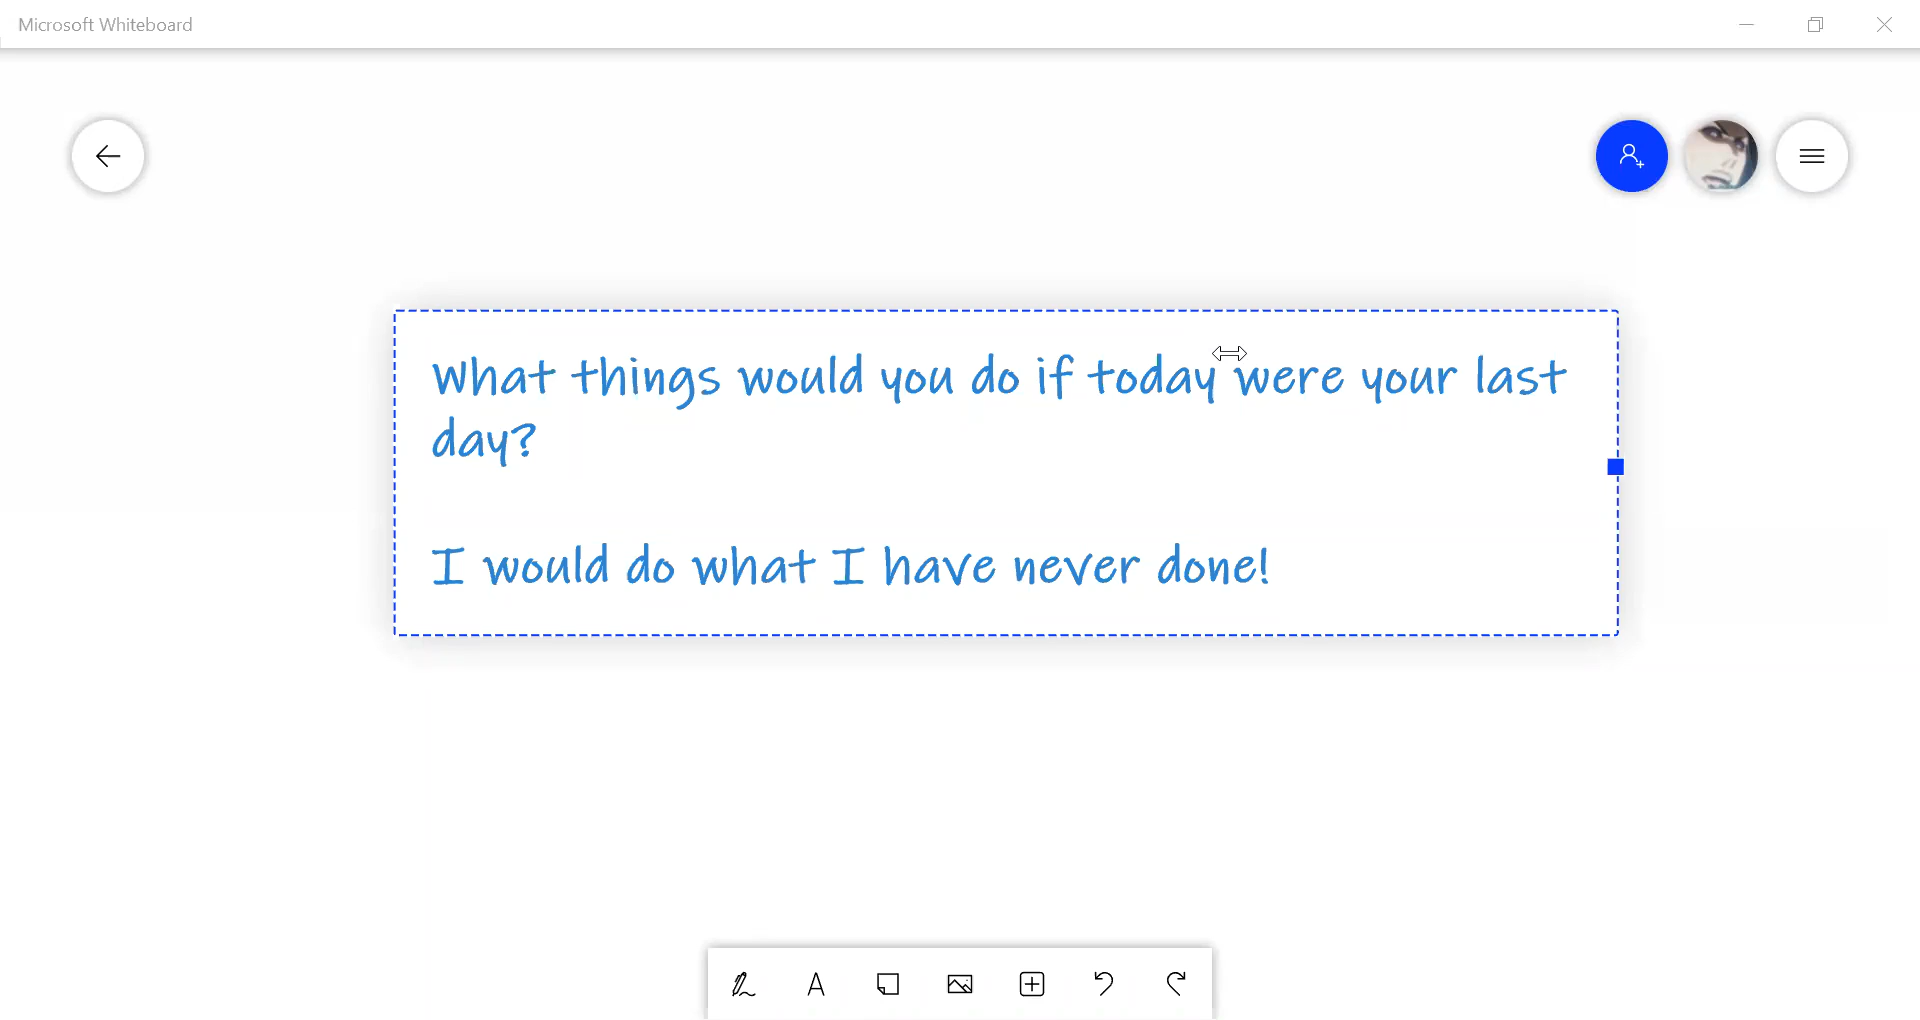 Microsoft Whiteboard
What things would you do if today were your last
day?
I would do what I have never done!